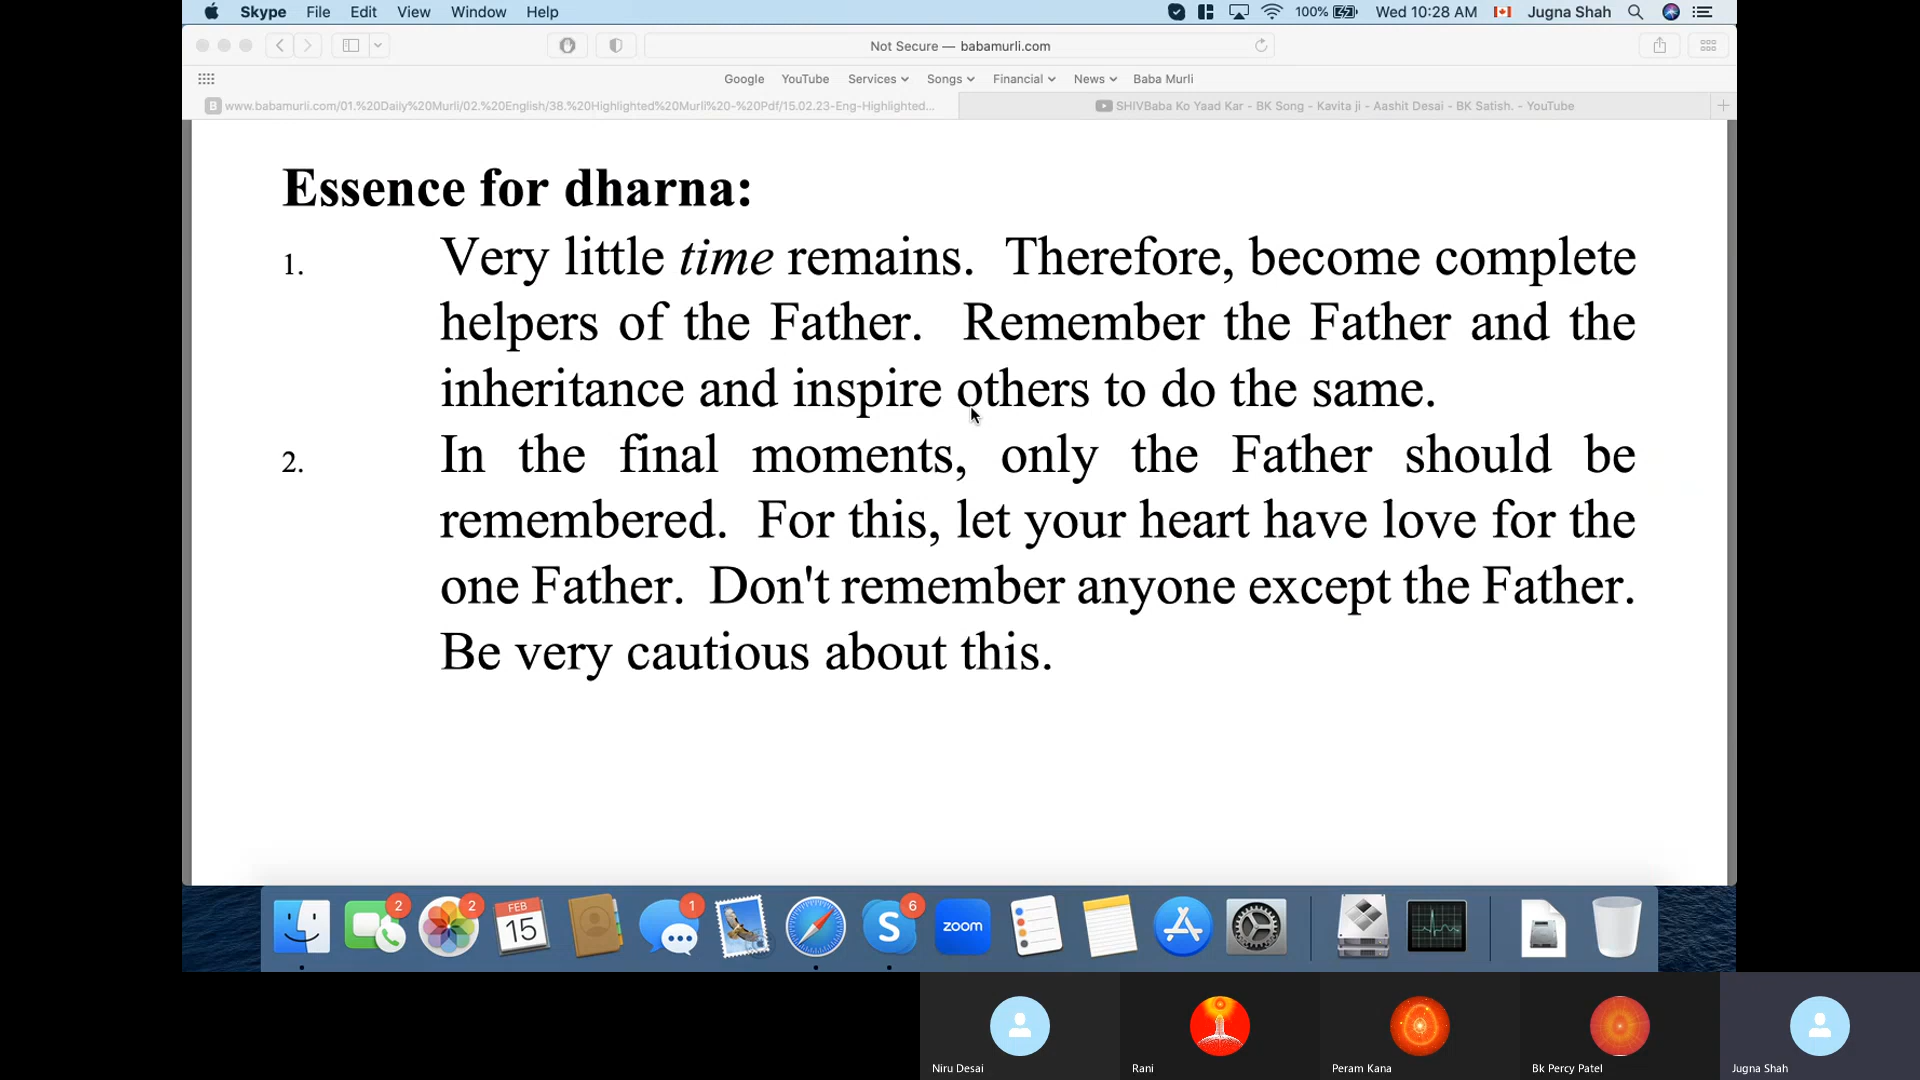 Skype File Edit View Window Help 100% Wed 10:28 AM Jugna Shah
Not Secure — babamurli.com
Google YouTube Services Songs Financial News Baba Murli
B www.babamurli.com/01.%20Daily%20Murli/02.%20English/38.%20Highlighted%20Murli%20-%20Pdf/15.02.23-Eng-Highlighted... SHIVBaba Ko Yaad Kar - BK Song - Kavita ji - Aashit Desai - BK Satish. - YouTube
Essence for dharna:
1. Very little time remains. Therefore, become complete
helpers of the Father. Remember the Father and the
inheritance and inspire others to do the same.
2. In the final moments, only the Father should be
remembered. For this, let your heart have love for the
one Father. Don't remember anyone except the Father.
Be very cautious about this.
2 2 FEB 15 1 S 6 zoom
Niru Desai Rani Peram Kana Bk Percy Patel Jugna Shah